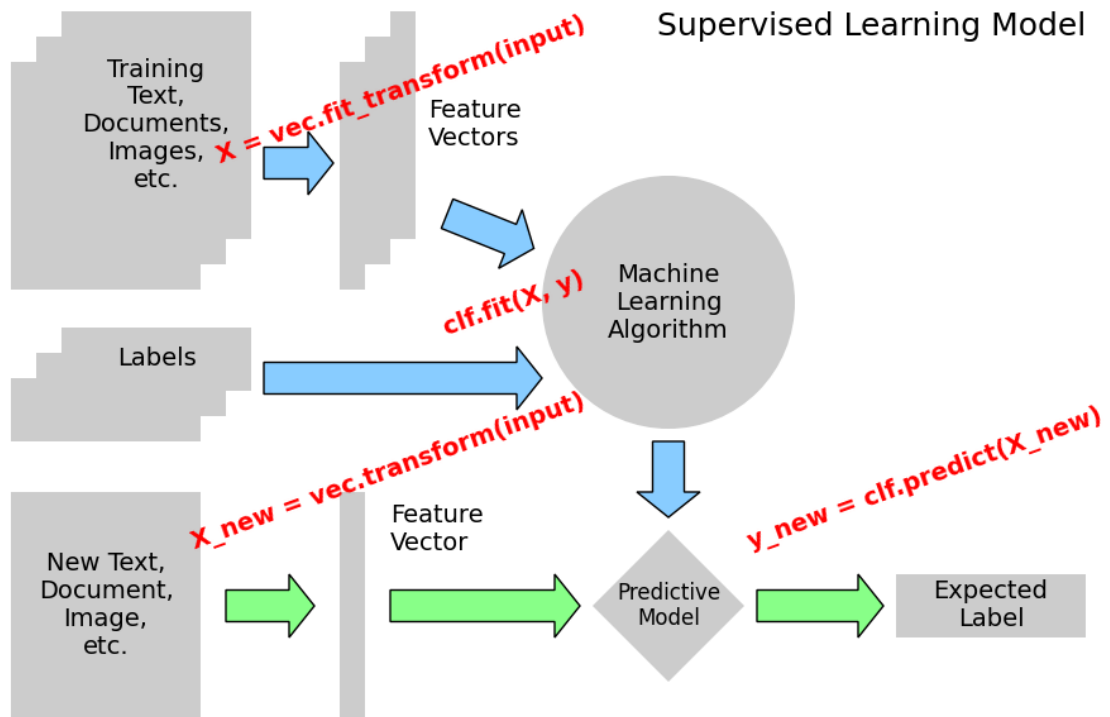 Supervised Learning Model
Training
Text,
Documents,
Images,
etc.
X = vec.fit_transform(input)
Feature
Vectors
Machine
Learning
Algorithm
clf.fit(X, y)
Labels
X_new = vec.transform(input)
New Text,
Document,
Image,
etc.
Feature
Vector
Predictive
Model
y_new = clf.predict(X_new)
Expected
Label